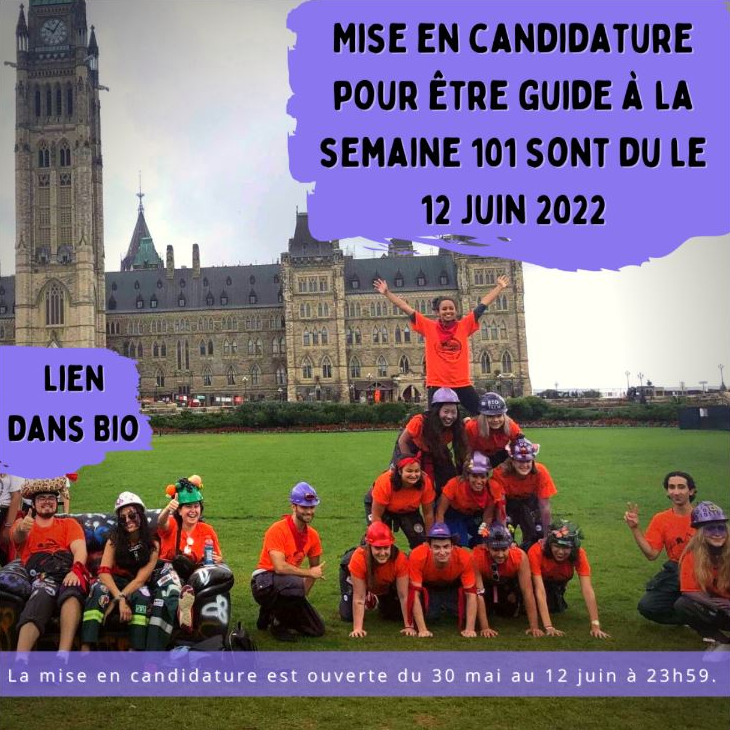 MISE EN CANDIDATURE
POUR ÊTRE GUIDE À LA
SEMAINE 101 SONT DU LE
12 JUIN 2022
LIEN
DANS BIO
La mise en candidature est ouverte du 30 mai au 12 juin à 23h59.